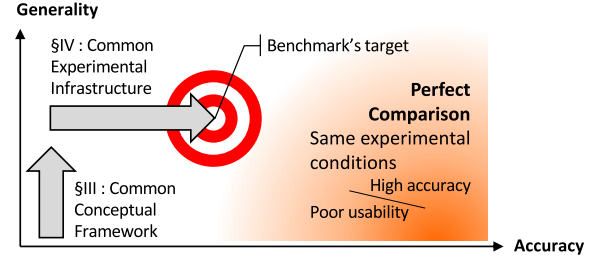 Generality
§IV : Common
Experimental
Infrastructure
Benchmark's target
Perfect
Comparison
Same experimental
conditions
High accuracy
Poor usability
§III : Common
Conceptual
Framework
Accuracy